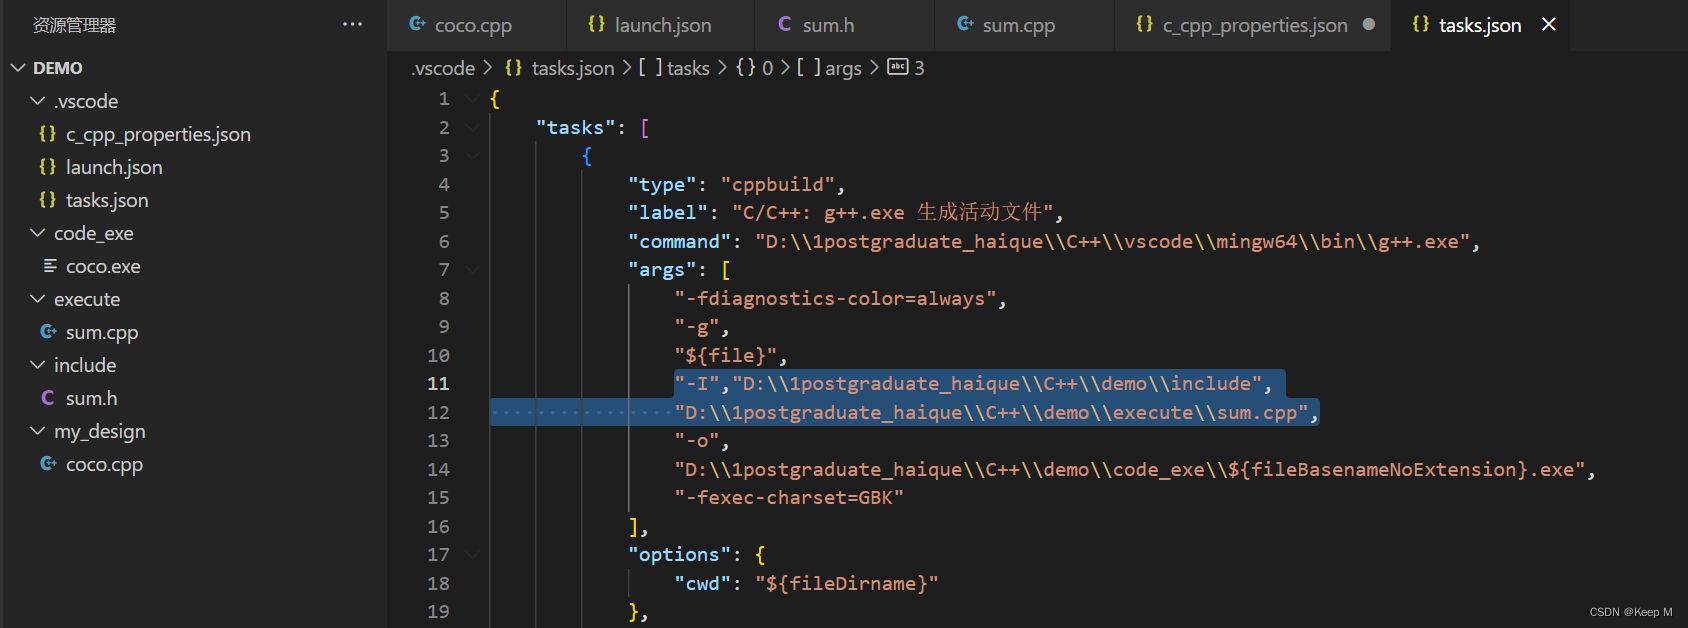 资源管理器 ···
DEMO
.vscode
{} c_cpp_properties.json
{} launch.json
{} tasks.json
code_exe
coco.exe
execute
sum.cpp
include
C sum.h
my_design
coco.cpp
coco.cpp {} launch.json C sum.h sum.cpp {} c_cpp_properties.json ● {} tasks.json ×
.vscode > {} tasks.json > [ ] tasks > {} 0 > [ ] args > abc 3
1 {
2 "tasks": [
3 {
4 "type": "cppbuild",
5 "label": "C/C++: g++.exe 生成活动文件",
6 "command": "D:\\1postgraduate_haique\\C++\\vscode\\mingw64\\bin\\g++.exe",
7 "args": [
8 "-fdiagnostics-color=always",
9 "-g",
10 "${file}",
11 "-I","D:\\1postgraduate_haique\\C++\\demo\\include",
12 "D:\\1postgraduate_haique\\C++\\demo\\execute\\sum.cpp",
13 "-o",
14 "D:\\1postgraduate_haique\\C++\\demo\\code_exe\\${fileBasenameNoExtension}.exe",
15 "-fexec-charset=GBK"
16 ],
17 "options": {
18 "cwd": "${fileDirname}"
19 },
CSDN @Keep M